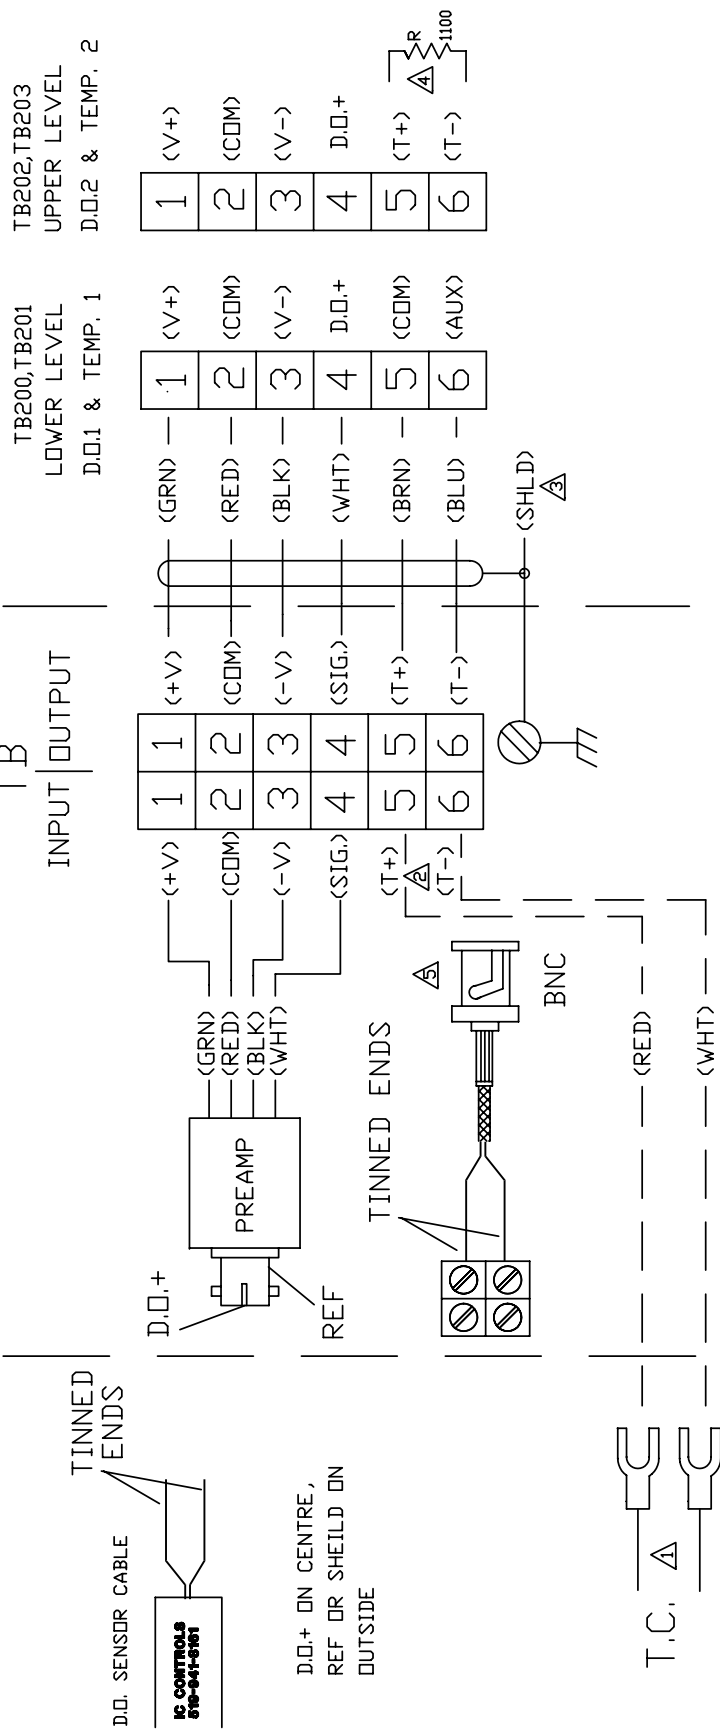 D.O. SENSOR CABLE
IC CONTROLS
519-941-8161
TINNED
ENDS
D.O.+ ON CENTRE,
REF OR SHEILD ON
OUTSIDE
T.C.
1
D.O.+
REF
PREAMP
(GRN)
(RED)
(BLK)
(WHT)
TINNED ENDS
BNC
5
(RED)
(WHT)
TB
INPUT
OUTPUT
(+V) 1 1 (+V)
(COM) 2 2 (COM)
(-V) 3 3 (-V)
(SIG.) 4 4 (SIG.)
(T+) 5 5 (T+)
2
(T-) 6 6 (T-)
(GRN)
(RED)
(BLK)
(WHT)
(BRN)
(BLU)
(SHLD)
3
TB200,TB201
LOWER LEVEL
D.O.1 & TEMP. 1
1 (V+)
2 (COM)
3 (V-)
4 D.O.+
5 (COM)
6 (AUX)
TB202,TB203
UPPER LEVEL
D.O.2 & TEMP. 2
1 (V+)
2 (COM)
3 (V-)
4 D.O.+
5 (T+)
6 (T-)
4
R
1100